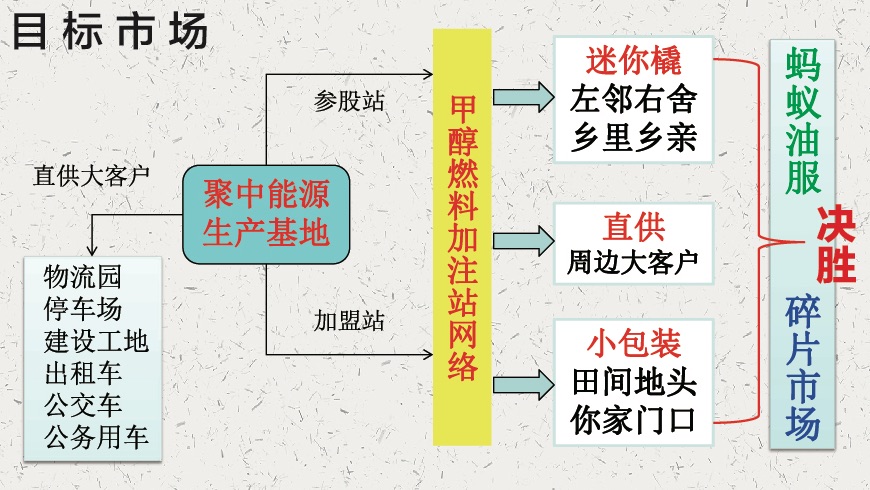 目标市场
直供大客户
物流园
停车场
建设工地
出租车
公交车
公务用车
聚中能源
生产基地
参股站
加盟站
甲醇燃料加注站网络
迷你橇
左邻右舍
乡里乡亲
直供
周边大客户
小包装
田间地头
你家门口
蚂蚁油服
决胜
碎片市场